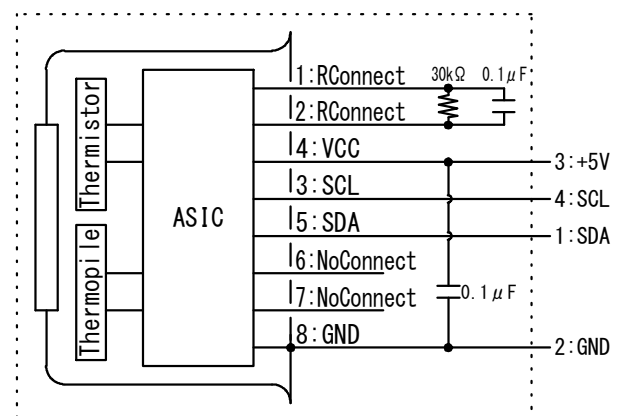 1:RConnect
30kΩ
0.1μF
2:RConnect
4:VCC
3:+5V
3:SCL
4:SCL
5:SDA
1:SDA
6:NoConnect
7:NoConnect
0.1μF
8:GND
2:GND
Thermistor
Thermopile
ASIC